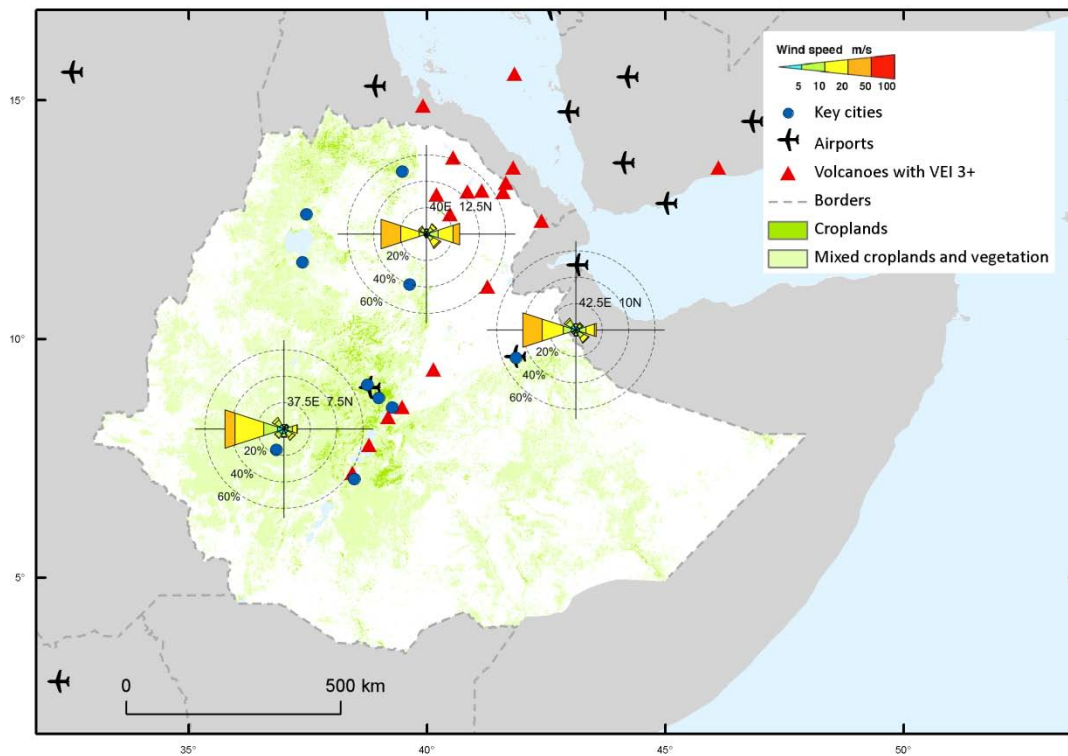 Wind speed m/s
5 10 20 50 100
Key cities
Airports
Volcanoes with VEI 3+
Borders
Croplands
Mixed croplands and vegetation
15°
40E 12.5N
20%
40%
60%
42.5E 10N
20%
40%
60%
10°
37.5E 7.5N
20%
40%
60%
5°
0 500 km
35° 40° 45° 50°